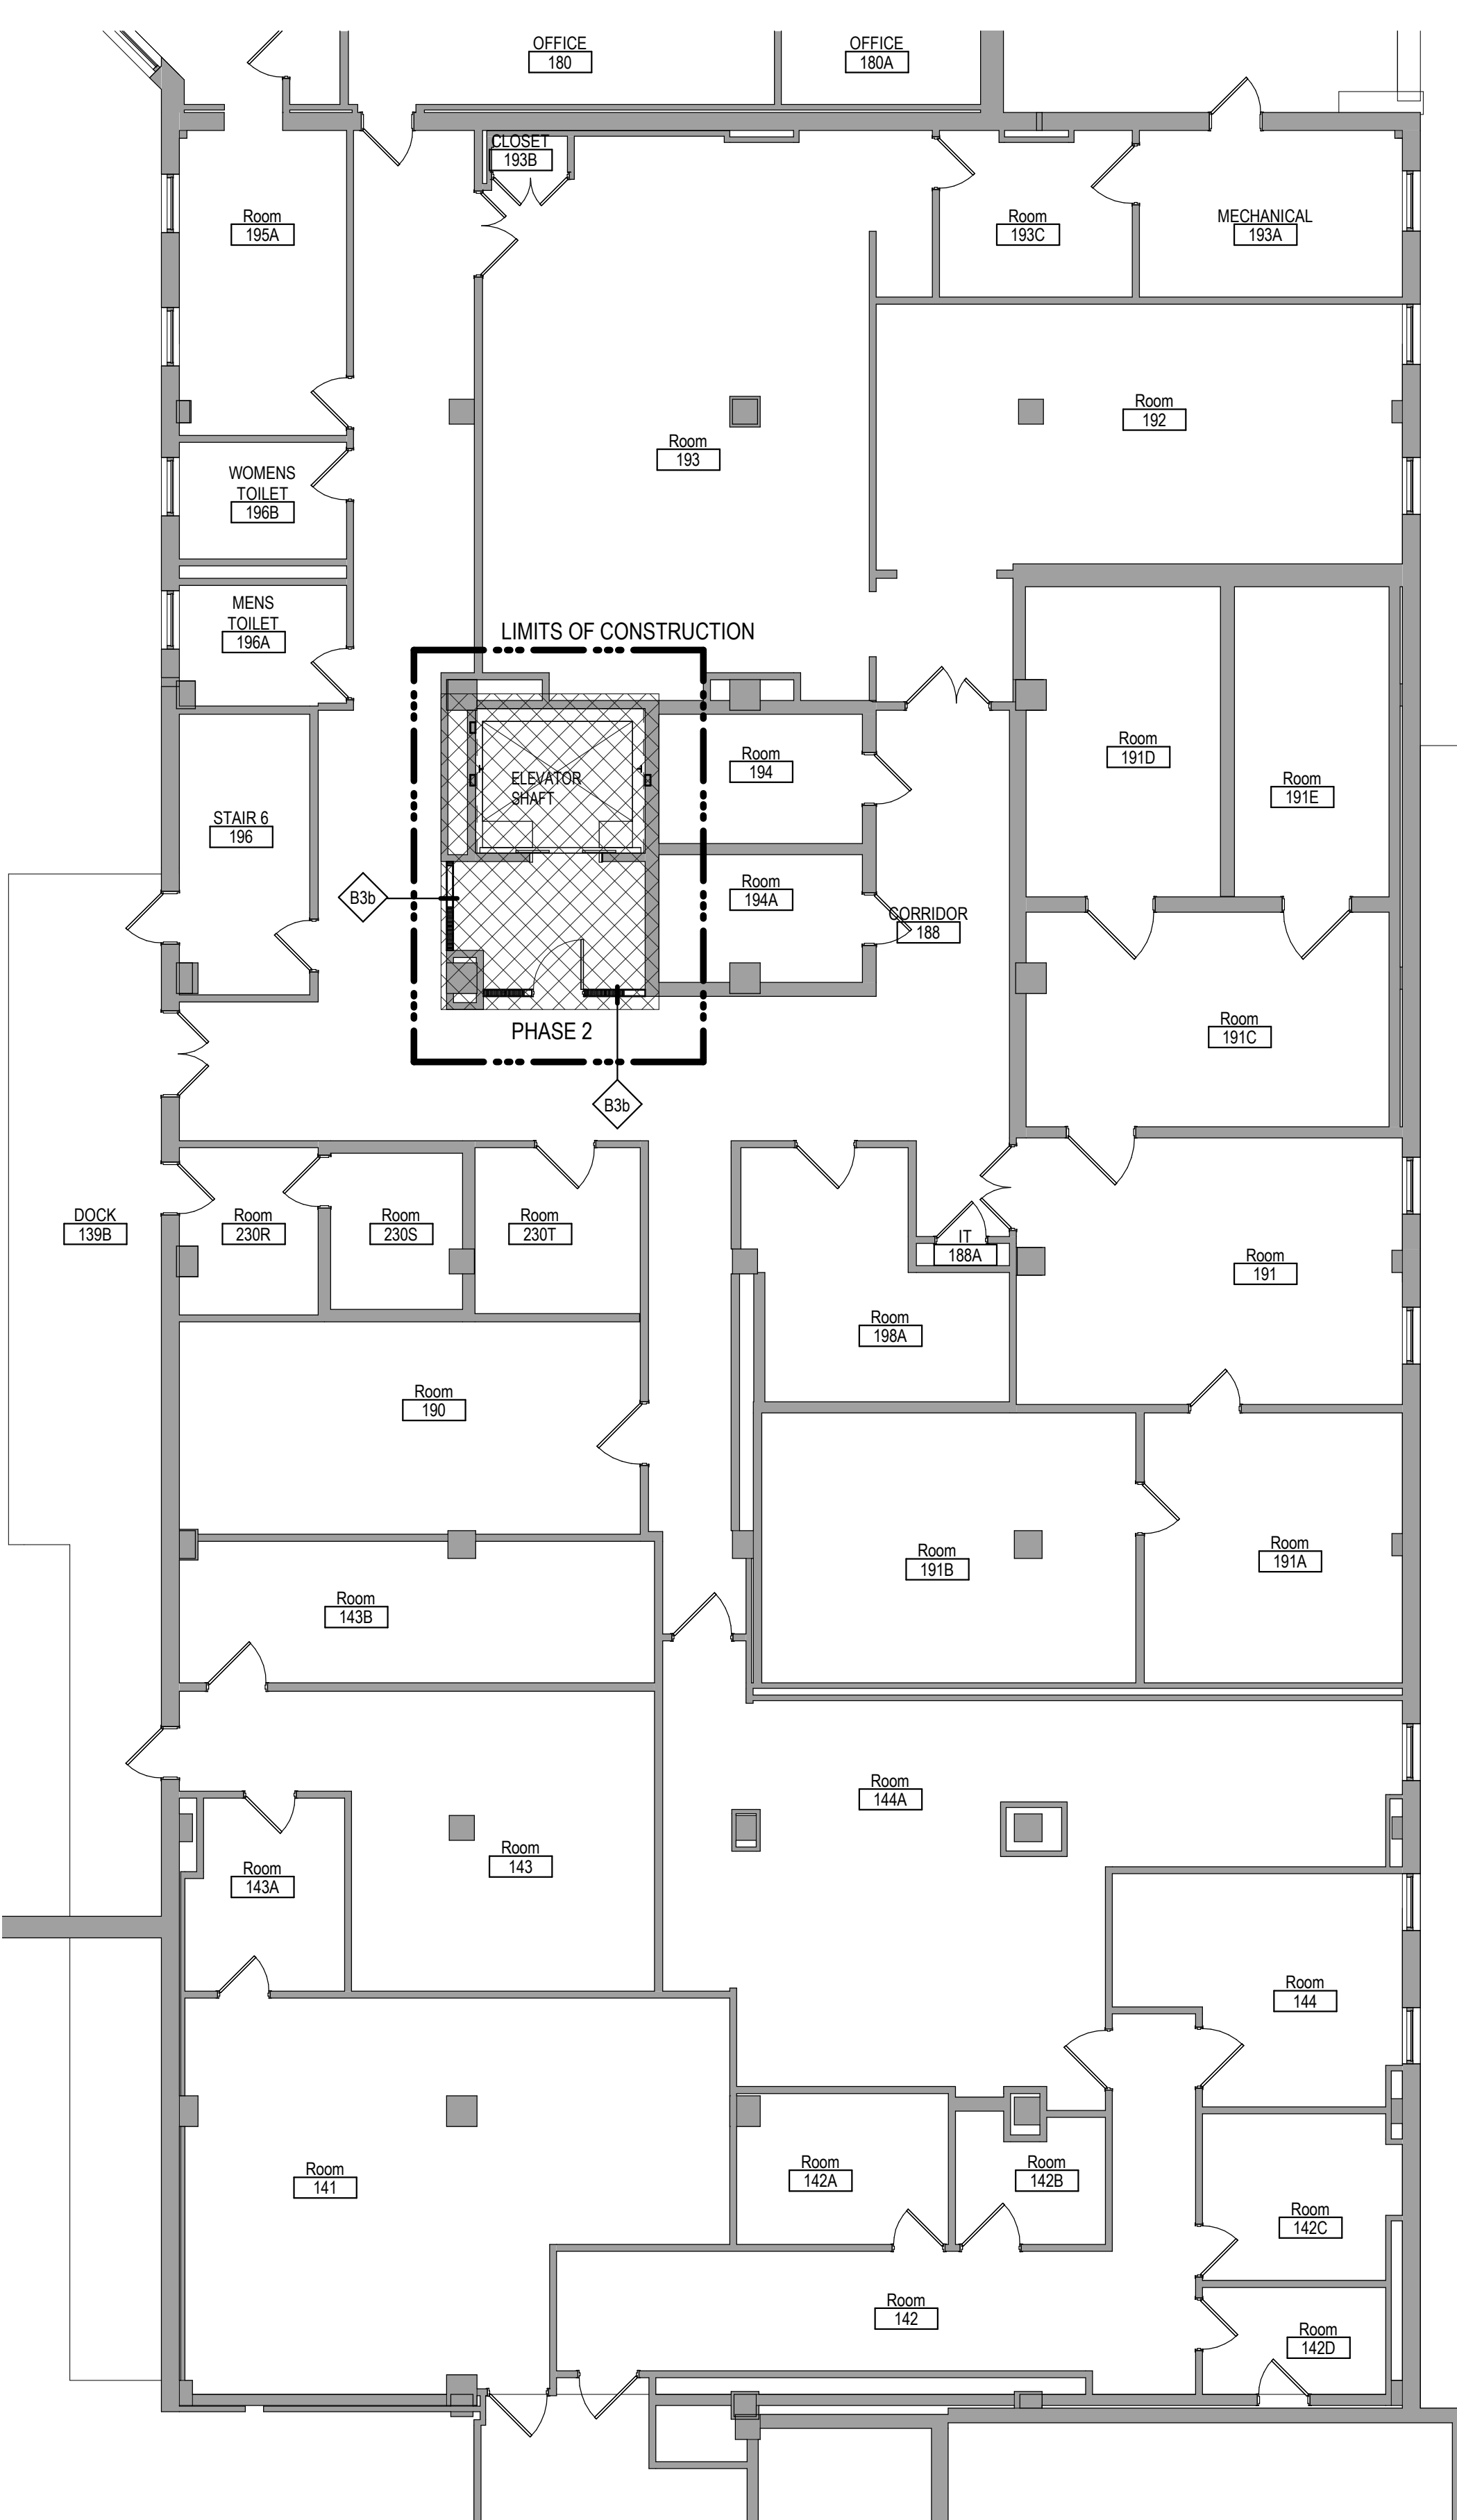 OFFICE
180
OFFICE
180A
CLOSET
193B
Room
195A
Room
193C
MECHANICAL
193A
Room
192
Room
193
WOMENS
TOILET
196B
MENS
TOILET
196A
LIMITS OF CONSTRUCTION
Room
194
Room
191D
Room
191E
ELEVATOR
SHAFT
STAIR 6
196
B3b
Room
194A
CORRIDOR
188
Room
191C
PHASE 2
B3b
DOCK
139B
Room
230R
Room
230S
Room
230T
IT
188A
Room
191
Room
198A
Room
190
Room
191B
Room
191A
Room
143B
Room
144A
Room
143
Room
143A
Room
144
Room
141
Room
142A
Room
142B
Room
142C
Room
142
Room
142D